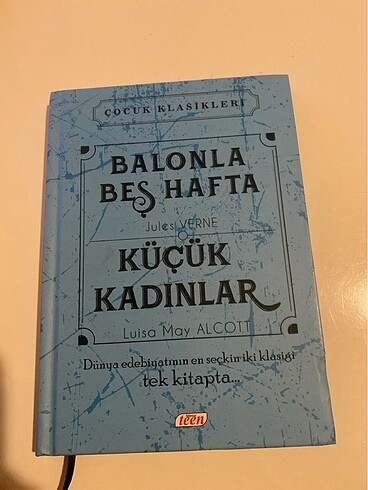 ÇOCUK KLASİKLERİ
BALONLA
BEŞ HAFTA
Jules VERNE
KÜÇÜK
KADINLAR
Luisa May ALCOTT
Dünya edebiyatının en seçkin iki klasiği
tek kitapta...
teen